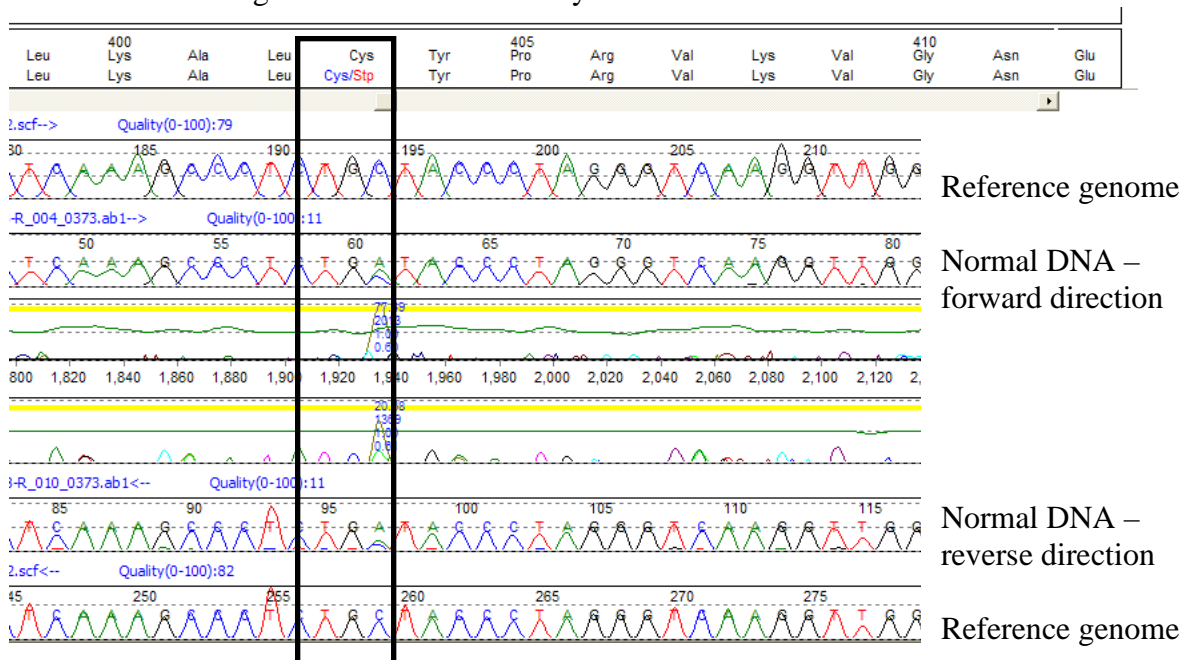 400 405 410
Leu Lys Ala Leu Cys Tyr Pro Arg Val Lys Val Gly Asn Glu
Leu Lys Ala Leu Cys/Stp Tyr Pro Arg Val Lys Val Gly Asn Glu
2.scf--> Quality(0-100):79
185 190 195 200 205 210
T C A A A G C C C T C T G C T A C C C T A G G G T C A A G G T T G G
Reference genome
-R_004_0373.ab1--> Quality(0-100):11
50 55 60 65 70 75 80
T C A A A G C C C T C T G A T A C C C T A G G G T C A A G G T T G G
Normal DNA –
forward direction
800 1,820 1,840 1,860 1,880 1,900 1,920 1,940 1,960 1,980 2,000 2,020 2,040 2,060 2,080 2,100 2,120 2,
-R_010_0373.ab1<-- Quality(0-100):11
85 90 95 100 105 110 115
T C A A A G C C C T C T G A T A C C C T A G G G T C A A G G T T G G
Normal DNA –
reverse direction
2.scf<-- Quality(0-100):82
45 250 255 260 265 270 275
T C A A A G C C C T C T G C T A C C C T A G G G T C A A G G T T G G
Reference genome